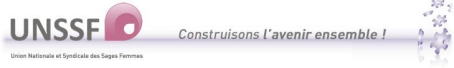 UNSSF
Construisons l'avenir ensemble !
Union Nationale et Syndicale des Sages Femmes